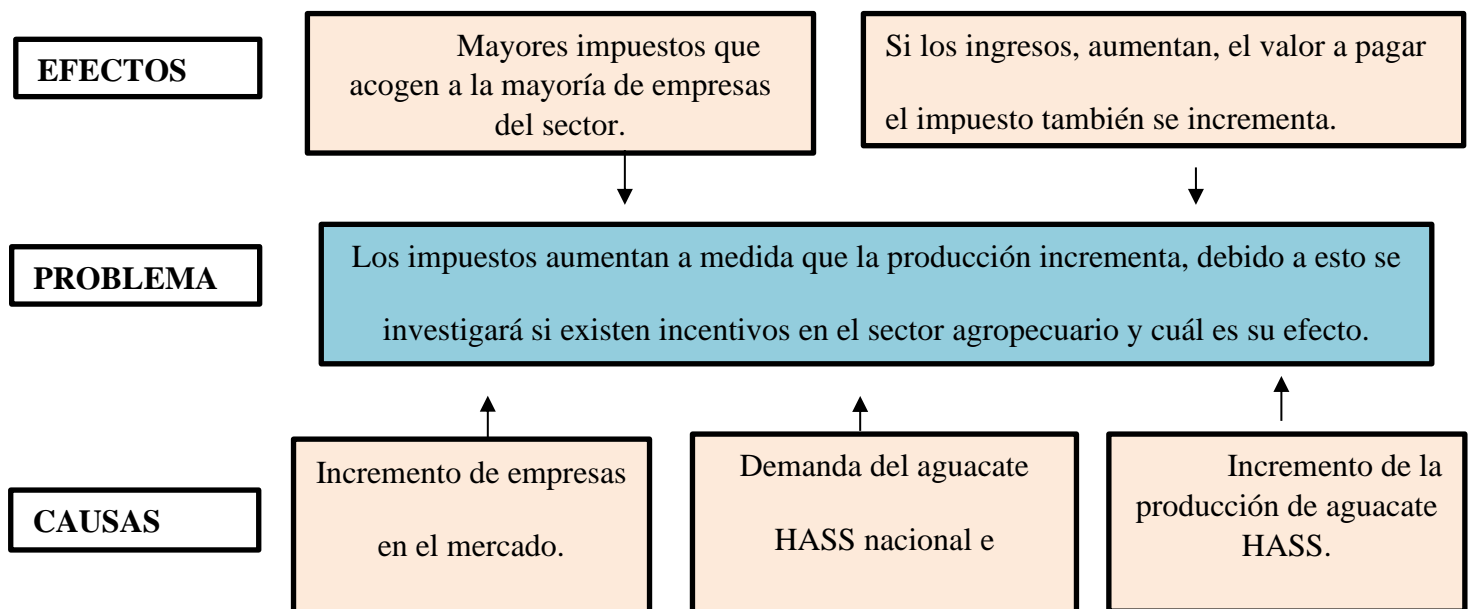 EFECTOS
Mayores impuestos que
acogen a la mayoría de empresas
del sector.
Si los ingresos, aumentan, el valor a pagar
el impuesto también se incrementa.
PROBLEMA
Los impuestos aumentan a medida que la producción incrementa, debido a esto se
investigará si existen incentivos en el sector agropecuario y cuál es su efecto.
CAUSAS
Incremento de empresas
en el mercado.
Demanda del aguacate
HASS nacional e
Incremento de la
producción de aguacate
HASS.